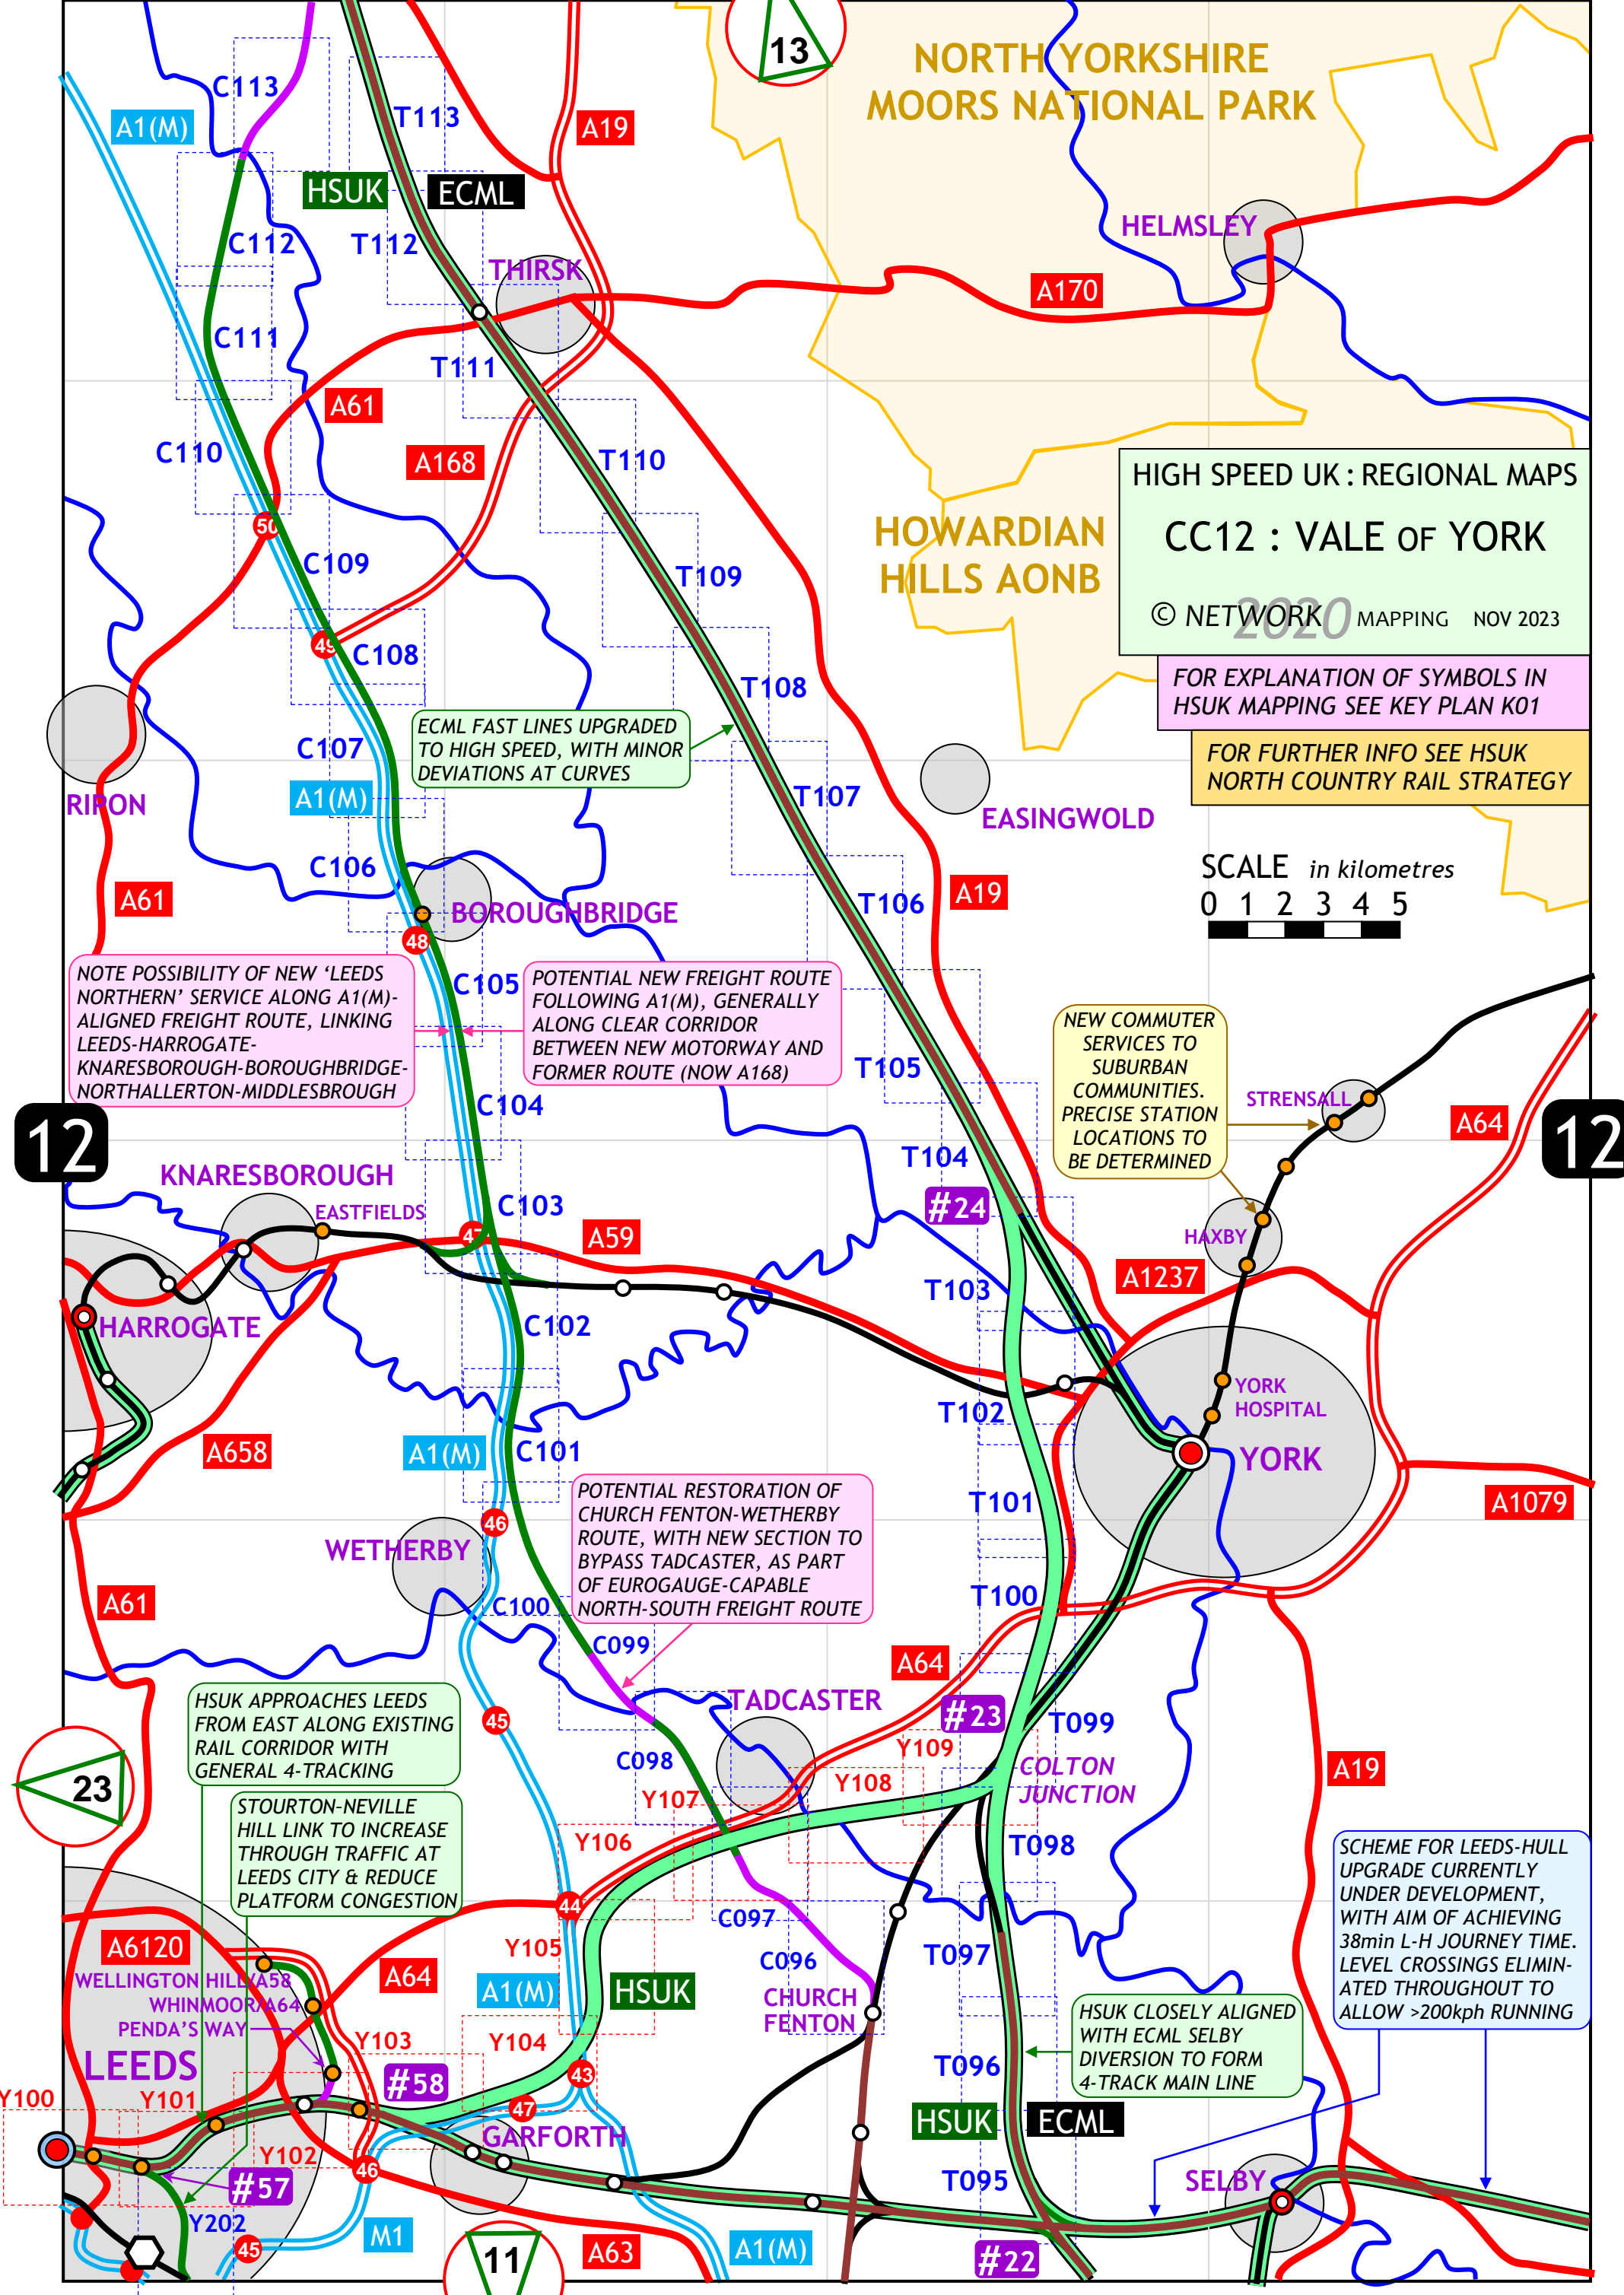 13
NORTH YORKSHIRE
MOORS NATIONAL PARK
C113
A1(M)
T113
A19
HSUK
ECML
HELMSLEY
C112
T112
THIRSK
A170
C111
T111
A61
A168
C110
T110
HIGH SPEED UK : REGIONAL MAPS
CC12 : VALE OF YORK
© NETWORK 2020 MAPPING NOV 2023
50
HOWARDIAN
HILLS AONB
C109
T109
49
C108
FOR EXPLANATION OF SYMBOLS IN
HSUK MAPPING SEE KEY PLAN K01
T108
ECML FAST LINES UPGRADED
TO HIGH SPEED, WITH MINOR
DEVIATIONS AT CURVES
C107
FOR FURTHER INFO SEE HSUK
NORTH COUNTRY RAIL STRATEGY
RIPON
A1(M)
T107
EASINGWOLD
C106
SCALE in kilometres
0 1 2 3 4 5
A61
BOROUGHBRIDGE
T106
A19
48
NOTE POSSIBILITY OF NEW ‘LEEDS
NORTHERN’ SERVICE ALONG A1(M)-
ALIGNED FREIGHT ROUTE, LINKING
LEEDS-HARROGATE-
KNARESBOROUGH-BOROUGHBRIDGE-
NORTHALLERTON-MIDDLESBROUGH
C105
POTENTIAL NEW FREIGHT ROUTE
FOLLOWING A1(M), GENERALLY
ALONG CLEAR CORRIDOR
BETWEEN NEW MOTORWAY AND
FORMER ROUTE (NOW A168)
T105
NEW COMMUTER
SERVICES TO
SUBURBAN
COMMUNITIES.
PRECISE STATION
LOCATIONS TO
BE DETERMINED
STRENSALL
C104
A64
12
12
T104
KNARESBOROUGH
EASTFIELDS
C103
#24
HAXBY
47
A59
A1237
T103
HARROGATE
C102
YORK
HOSPITAL
T102
A658
A1(M)
C101
YORK
POTENTIAL RESTORATION OF
CHURCH FENTON-WETHERBY
ROUTE, WITH NEW SECTION TO
BYPASS TADCASTER, AS PART
OF EUROGAUGE-CAPABLE
NORTH-SOUTH FREIGHT ROUTE
T101
A1079
46
WETHERBY
A61
C100
T100
C099
A64
HSUK APPROACHES LEEDS
FROM EAST ALONG EXISTING
RAIL CORRIDOR WITH
GENERAL 4-TRACKING
TADCASTER
#23
T099
45
C098
Y109
COLTON
JUNCTION
A19
23
Y108
Y107
STOURTON-NEVILLE
HILL LINK TO INCREASE
THROUGH TRAFFIC AT
LEEDS CITY & REDUCE
PLATFORM CONGESTION
Y106
T098
SCHEME FOR LEEDS-HULL
UPGRADE CURRENTLY
UNDER DEVELOPMENT,
WITH AIM OF ACHIEVING
38min L-H JOURNEY TIME.
LEVEL CROSSINGS ELIMIN-
ATED THROUGHOUT TO
ALLOW >200kph RUNNING
44
C097
A6120
Y105
T097
C096
WELLINGTON HILL/A58
A64
A1(M)
HSUK
WHINMOOR/A64
CHURCH
FENTON
PENDA’S WAY
Y103
Y104
HSUK CLOSELY ALIGNED
WITH ECML SELBY
DIVERSION TO FORM
4-TRACK MAIN LINE
LEEDS
T096
#58
43
Y100
Y101
47
HSUK
ECML
GARFORTH
Y102
46
#57
T095
SELBY
Y202
M1
45
A63
A1(M)
11
#22